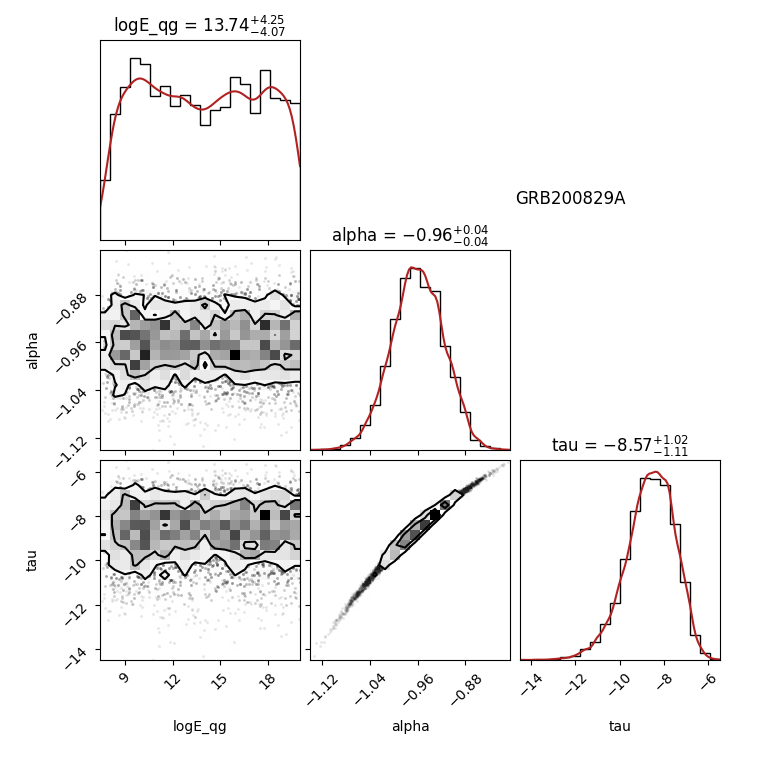 logE_qg = 13.74+4.25−4.07
GRB200829A
alpha = −0.96+0.04−0.04
−0.88
−0.96
−1.04
−1.12
alpha
tau = −8.57+1.02−1.11
−6
−8
−10
−12
−14
tau
9 12 15 18
−1.12 −1.04 −0.96 −0.88
−14 −12 −10 −8 −6
logE_qg alpha tau